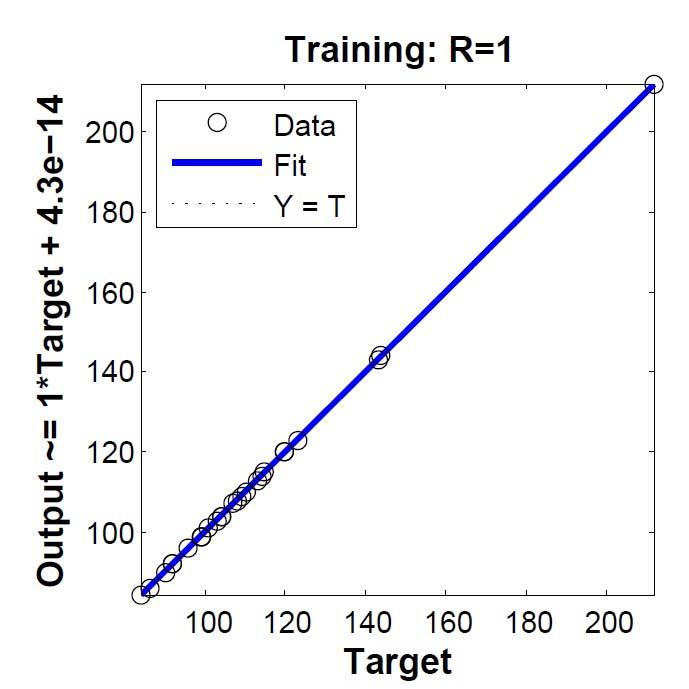 Training: R=1
Output ~= 1*Target + 4.3e−14
200
180
160
140
120
100
Data
Fit
Y = T
100 120 140 160 180 200
Target